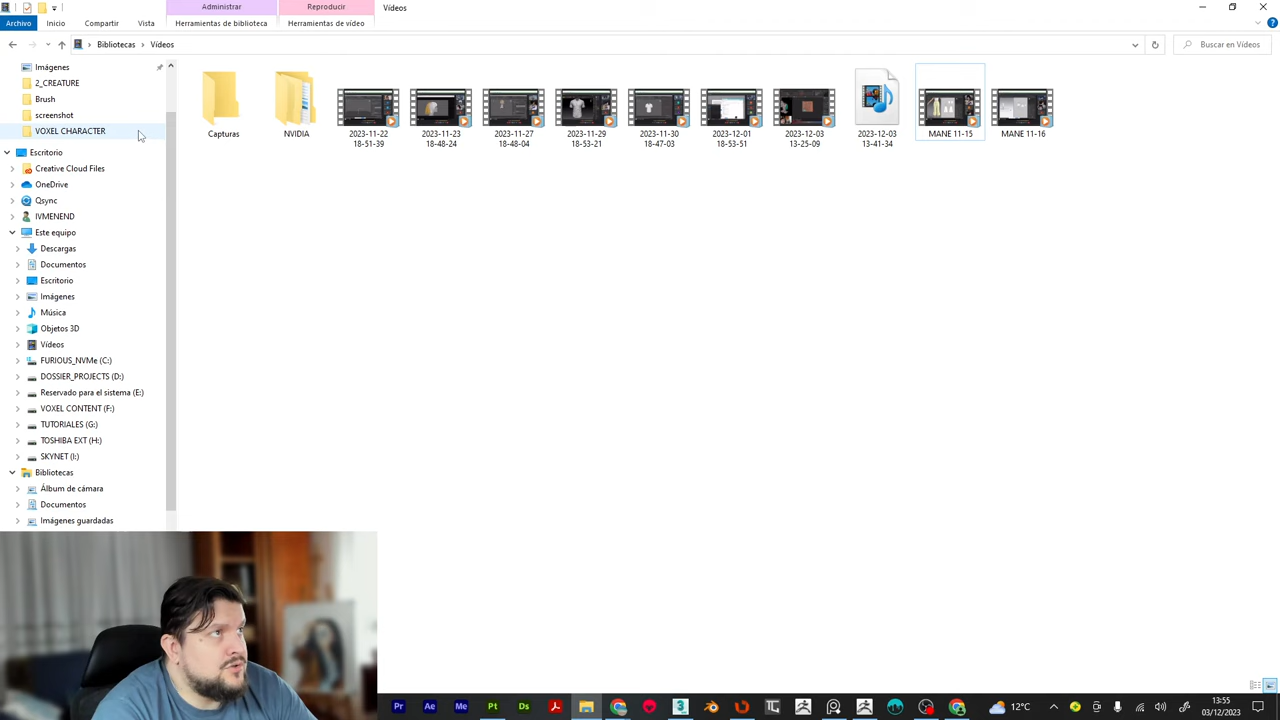 Administrar
Reproducir
Vídeos
Archivo
Inicio
Compartir
Vista
Herramientas de biblioteca
Herramientas de vídeo
Bibliotecas
Vídeos
Buscar en Vídeos
Imágenes
2_CREATURE
Brush
screenshot
VOXEL CHARACTER
Escritorio
Creative Cloud Files
OneDrive
Qsync
IVMENEND
Este equipo
Descargas
Documentos
Escritorio
Imágenes
Música
Objetos 3D
Vídeos
FURIOUS_NVMe (C:)
DOSSIER_PROJECTS (D:)
Reservado para el sistema (E:)
VOXEL CONTENT (F:)
TUTORIALES (G:)
TOSHIBA EXT (H:)
SKYNET (I:)
Bibliotecas
Álbum de cámara
Documentos
Imágenes guardadas
Capturas
NVIDIA
2023-11-22
18-51-39
2023-11-23
18-48-24
2023-11-27
18-48-04
2023-11-29
18-53-21
2023-11-30
18-47-03
2023-12-01
18-53-51
2023-12-03
13-25-09
2023-12-03
13-41-34
MANE 11-15
MANE 11-16
Pr
Ae
Me
Pt
Ds
3
12°C
13:55
03/12/2023